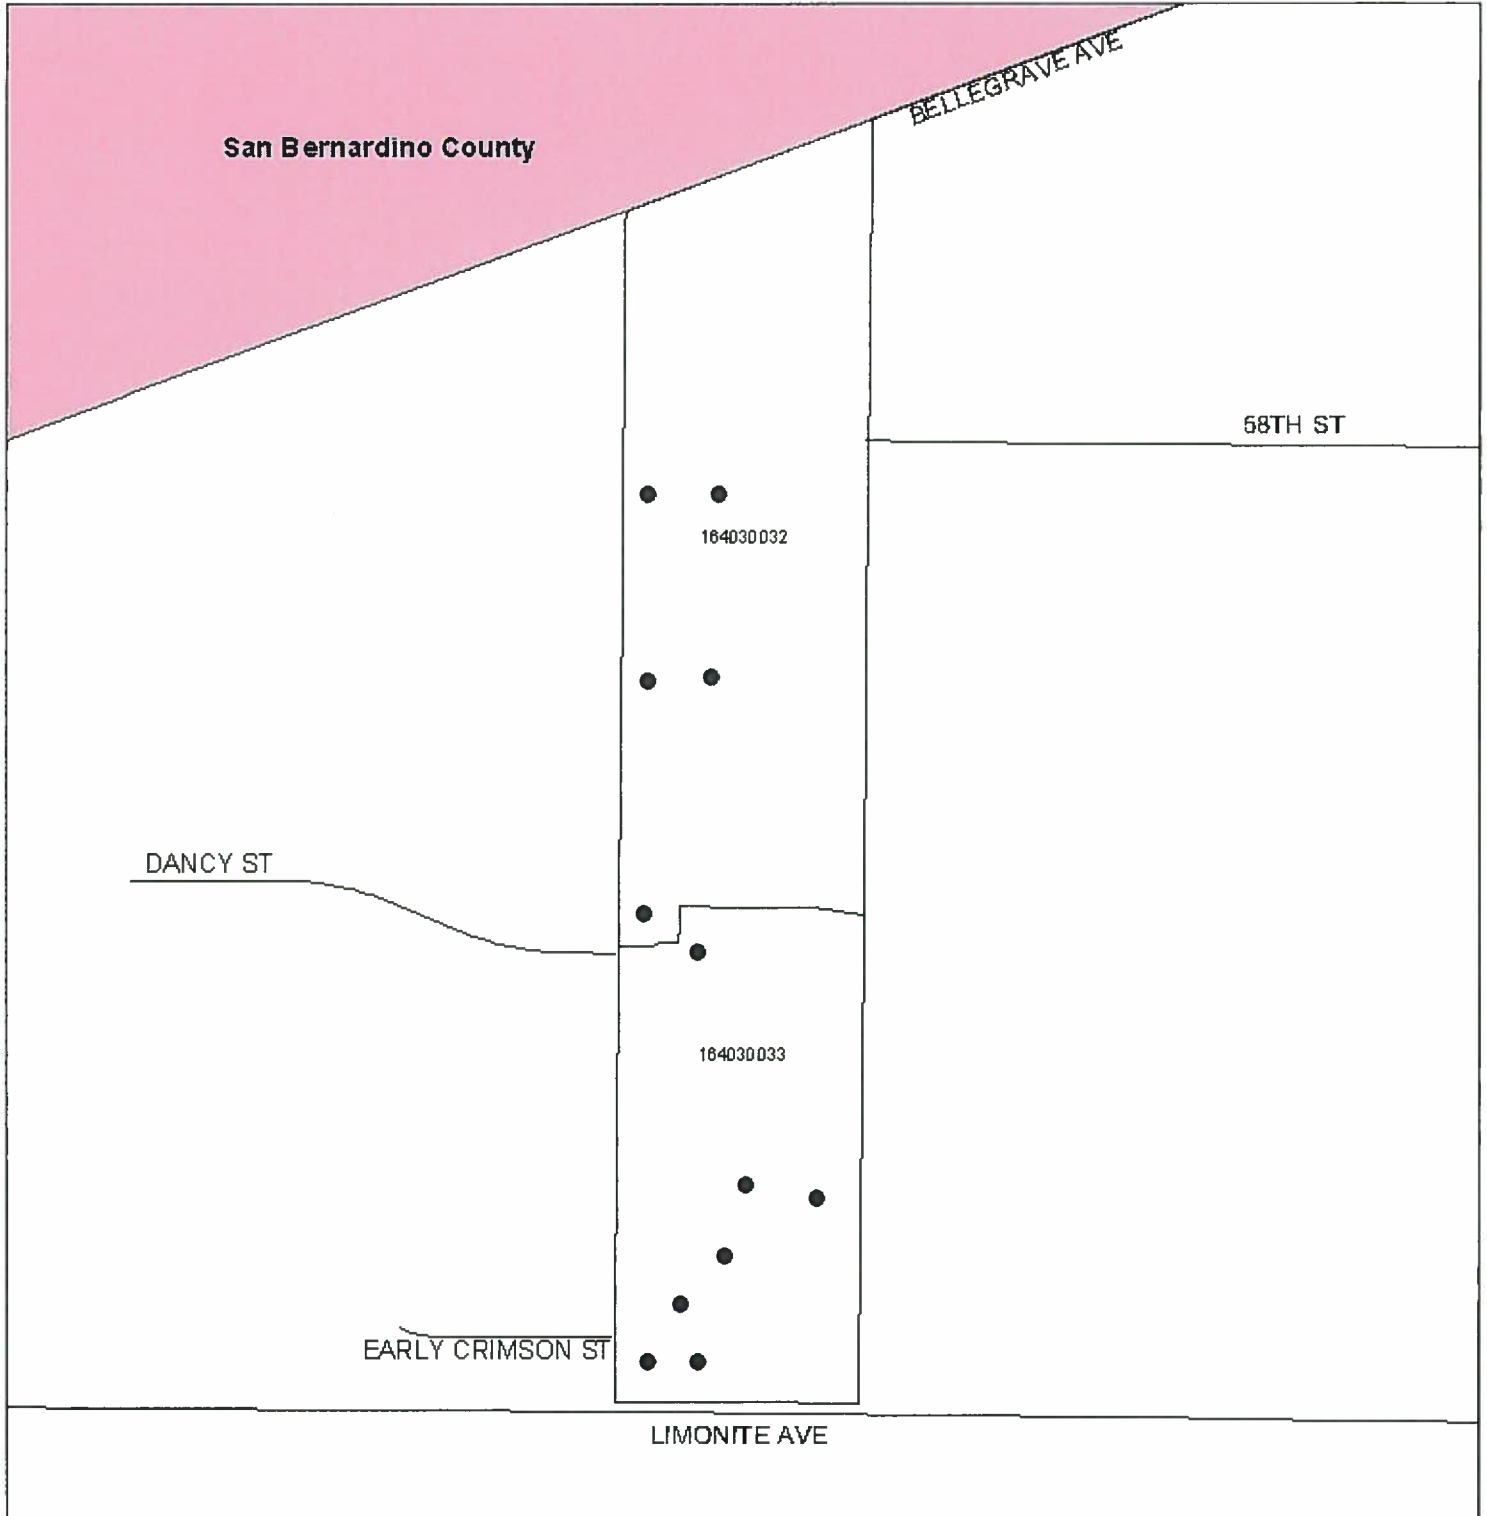 BELLEGRAVE AVE
San Bernardino County
58TH ST
164030032
DANCY ST
164030033
EARLY CRIMSON ST
LIMONITE AVE